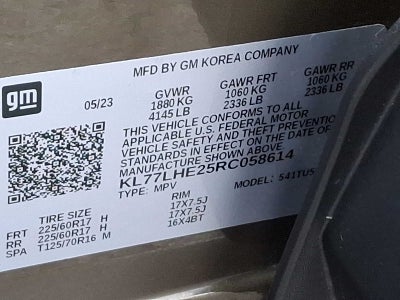 MFD BY GM KOREA COMPANY
gm
05/23
GVWR GAWR FRT GAWR RR
1880 KG 1060 KG 1060 KG
4145 LB 2336 LB 2336 LB
THIS VEHICLE CONFORMS TO ALL
APPLICABLE U.S. FEDERAL MOTOR
VEHICLE SAFETY AND THEFT PREVENTION
STANDARDS IN EFFECT ON THE DATE OF
MANUFACTURE SHOWN ABOVE.
KL77LHE25RC058614
TYPE: MPV MODEL: 541TU5
TIRE SIZE RIM
FRT 225/60R17 H 17X7.5J
RR 225/60R17 H 17X7.5J
SPA T125/70R16 M 16X4BT